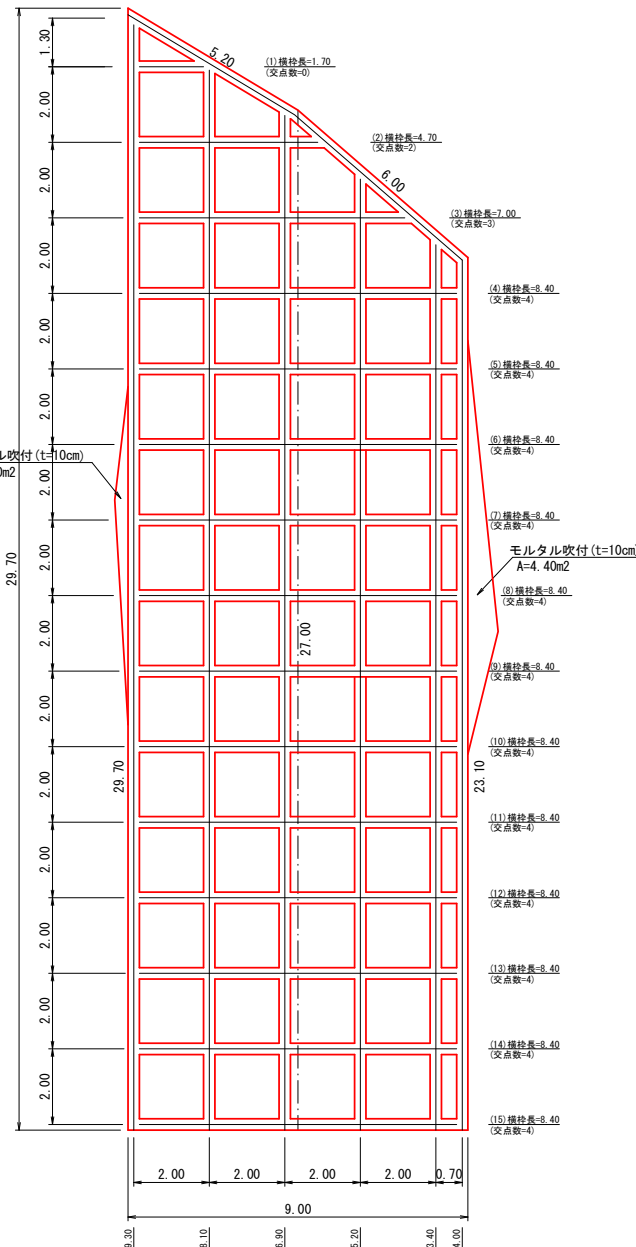 1.30
2.00
2.00
2.00
2.00
2.00
2.00
2.00
2.00
2.00
2.00
2.00
2.00
2.00
2.00
29.70
5.20
6.00
(1)横枠長=1.70
(交点数=0)
(2)横枠長=4.70
(交点数=2)
(3)横枠長=7.00
(交点数=3)
(4)横枠長=8.40
(交点数=4)
(5)横枠長=8.40
(交点数=4)
(6)横枠長=8.40
(交点数=4)
ル吹付(t=10cm)
0m2
(7)横枠長=8.40
(交点数=4)
モルタル吹付(t=10cm)
A=4.40m2
(8)横枠長=8.40
(交点数=4)
27.00
(9)横枠長=8.40
(交点数=4)
29.70
23.10
(10)横枠長=8.40
(交点数=4)
(11)横枠長=8.40
(交点数=4)
(12)横枠長=8.40
(交点数=4)
(13)横枠長=8.40
(交点数=4)
(14)横枠長=8.40
(交点数=4)
(15)横枠長=8.40
(交点数=4)
2.00 2.00 2.00 2.00 0.70
9.00
9.30 8.10 6.90 5.20 3.40 4.00